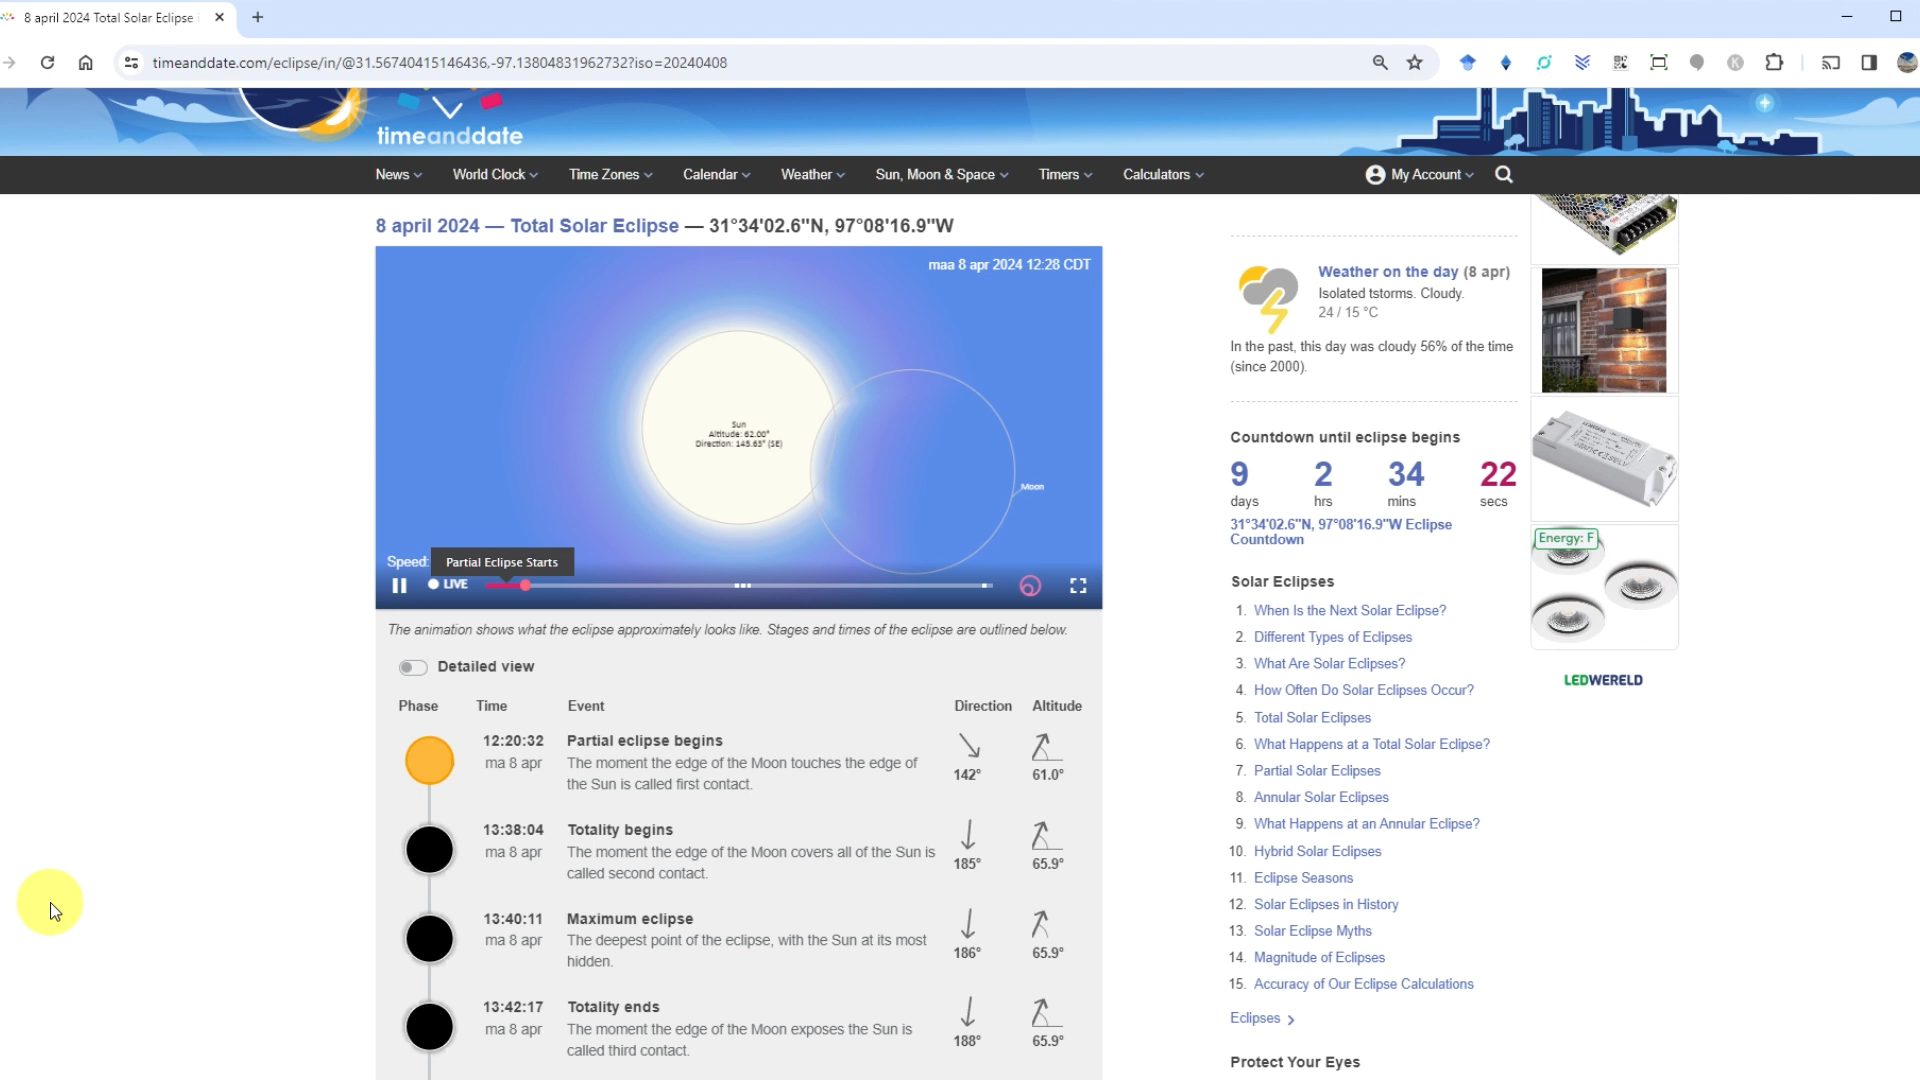 8 april 2024 Total Solar Eclipse
timeanddate.com/eclipse/in/@31.56740415146436,-97.13804831962732?iso=20240408
timeanddate
News
World Clock
Time Zones
Calendar
Weather
Sun, Moon & Space
Timers
Calculators
My Account
8 april 2024 — Total Solar Eclipse — 31°34'02.6"N, 97°08'16.9"W
maa 8 apr 2024 12:28 CDT
Sun
Altitude: 62.00°
Direction: 145.63° (SE)
Moon
Speed:
Partial Eclipse Starts
LIVE
The animation shows what the eclipse approximately looks like. Stages and times of the eclipse are outlined below.
Detailed view
Phase Time Event Direction Altitude
12:20:32 Partial eclipse begins
ma 8 apr The moment the edge of the Moon touches the edge of
the Sun is called first contact.
142° 61.0°
13:38:04 Totality begins
ma 8 apr The moment the edge of the Moon covers all of the Sun is
called second contact.
185° 65.9°
13:40:11 Maximum eclipse
ma 8 apr The deepest point of the eclipse, with the Sun at its most
hidden.
186° 65.9°
13:42:17 Totality ends
ma 8 apr The moment the edge of the Moon exposes the Sun is
called third contact.
188° 65.9°
Weather on the day (8 apr)
Isolated tstorms. Cloudy.
24 / 15 °C
In the past, this day was cloudy 56% of the time
(since 2000).
Countdown until eclipse begins
9 2 34 22
days hrs mins secs
31°34'02.6"N, 97°08'16.9"W Eclipse
Countdown
Solar Eclipses
1. When Is the Next Solar Eclipse?
2. Different Types of Eclipses
3. What Are Solar Eclipses?
4. How Often Do Solar Eclipses Occur?
5. Total Solar Eclipses
6. What Happens at a Total Solar Eclipse?
7. Partial Solar Eclipses
8. Annular Solar Eclipses
9. What Happens at an Annular Eclipse?
10. Hybrid Solar Eclipses
11. Eclipse Seasons
12. Solar Eclipses in History
13. Solar Eclipse Myths
14. Magnitude of Eclipses
15. Accuracy of Our Eclipse Calculations
Eclipses
Protect Your Eyes
Energy: F
LEDWERELD